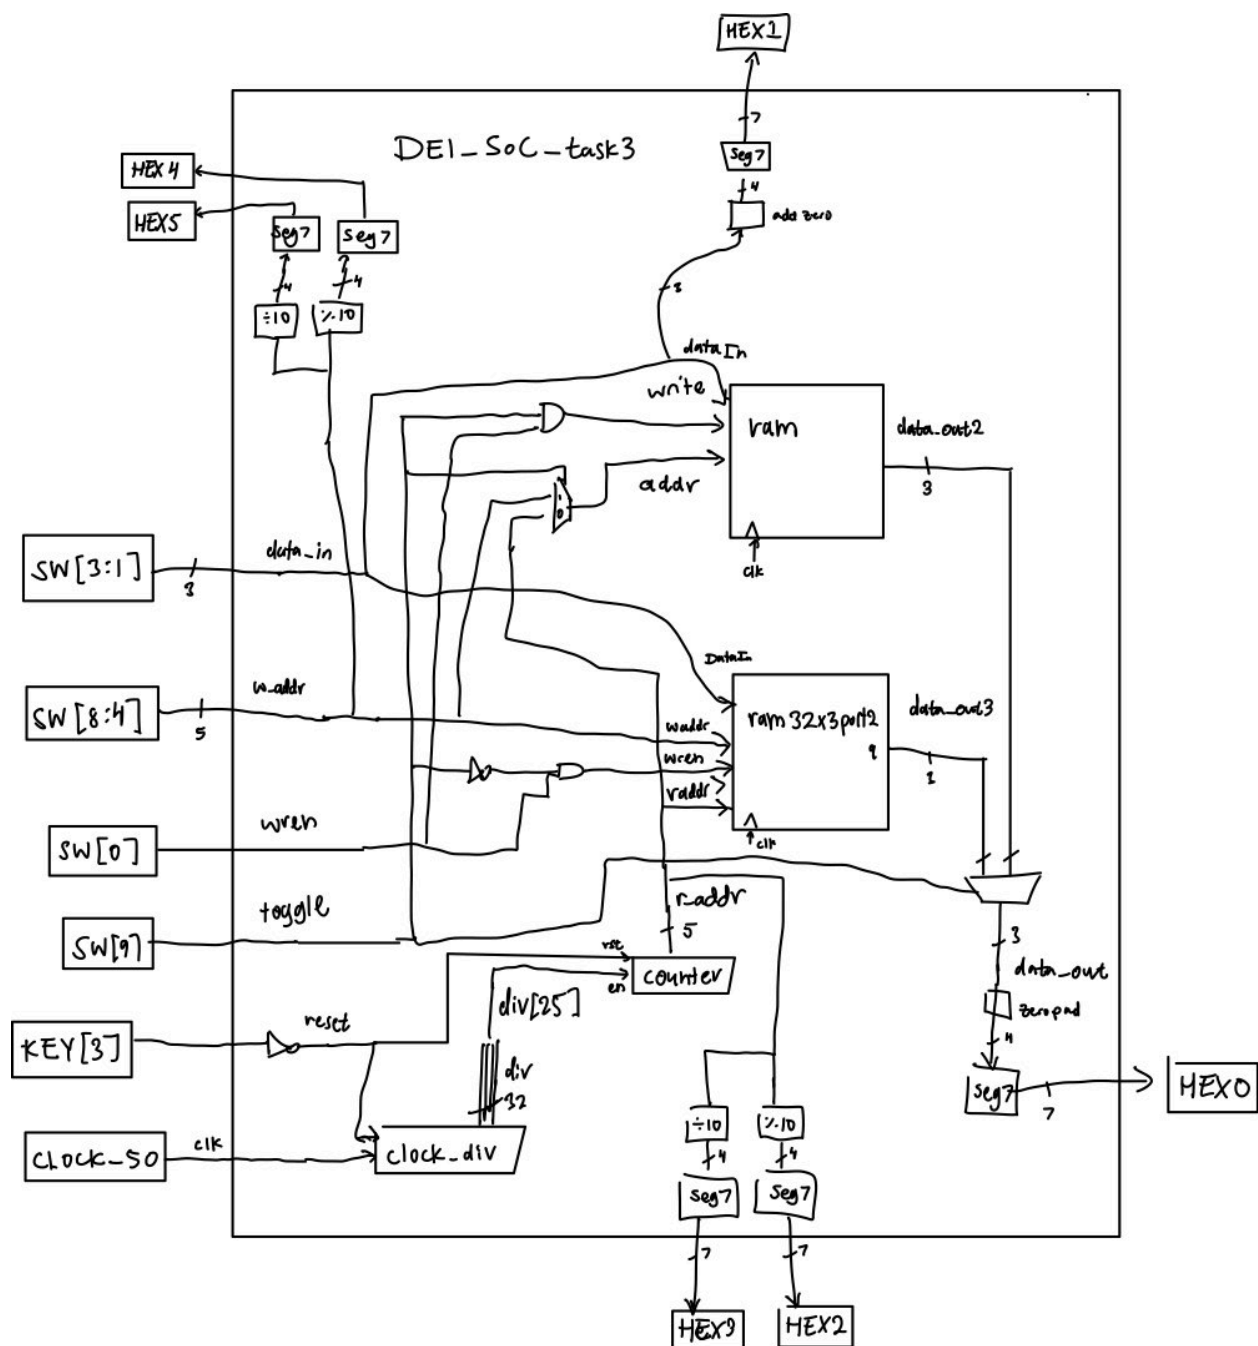 HEX1
7
DE1_SoC_task3
seg7
4
add zero
HEX4
HEX5
seg7
seg7
4
4
÷10
%10
3
dataIn
write
ram
data_out2
3
addr
1
0
clk
SW[3:1]
3
data_in
SW[8:4]
5
w_addr
DataIn
ram 32x3port2
data_out3
waddr
wren
raddr
q
clk
SW[0]
wren
SW[9]
toggle
r_addr
5
rst
en
counter
3
data_out
zeropad
4
seg7
7
HEX0
KEY[3]
reset
div[25]
div
32
CLOCK_50
clk
clock_div
÷10
%10
4
4
seg7
seg7
7
7
HEX3
HEX2